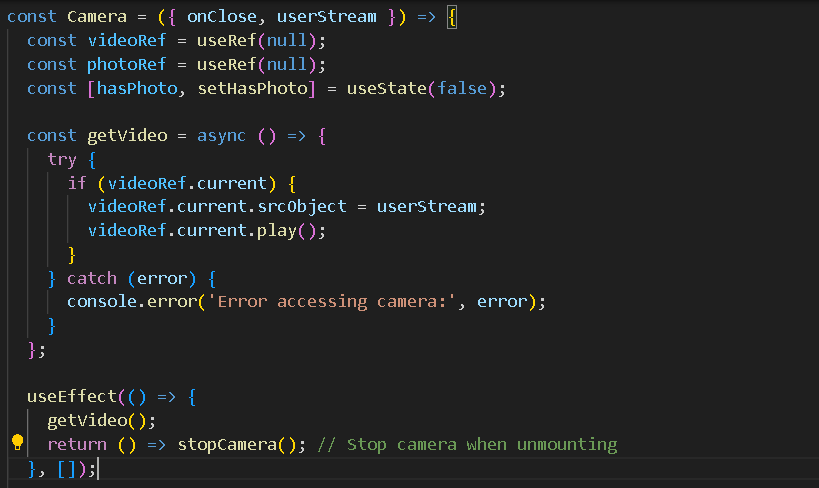 const Camera = ({ onClose, userStream }) => {
  const videoRef = useRef(null);
  const photoRef = useRef(null);
  const [hasPhoto, setHasPhoto] = useState(false);

  const getVideo = async () => {
    try {
      if (videoRef.current) {
        videoRef.current.srcObject = userStream;
        videoRef.current.play();
      }
    } catch (error) {
      console.error('Error accessing camera:', error);
    }
  };

  useEffect(() => {
    getVideo();
    return () => stopCamera(); // Stop camera when unmounting
  }, []);